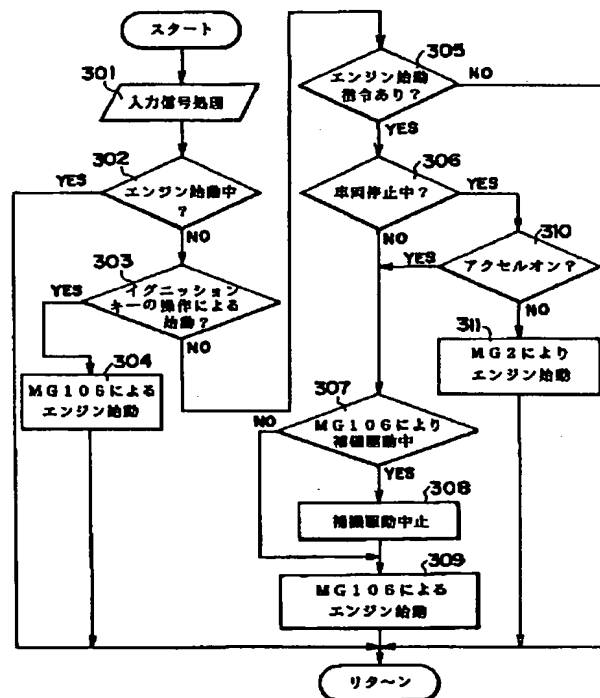 スタート
301
入力信号処理
302
エンジン始動中
?
YES
NO
303
イグニッション
キーの操作による
始動?
YES
NO
304
MG106による
エンジン始動
305
エンジン始動
指令あり?
NO
YES
306
車両停止中?
YES
NO
310
アクセルオン?
YES
NO
311
MG2により
エンジン始動
307
MG106により
補機駆動中
NO
YES
308
補機駆動中止
309
MG106による
エンジン始動
リターン